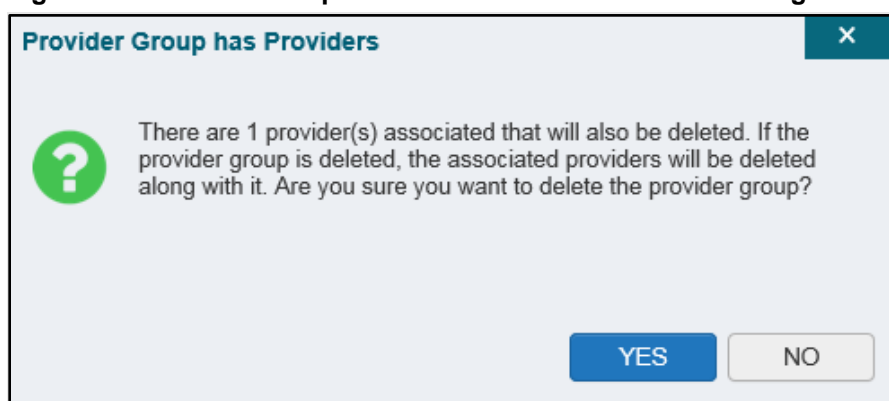 Provider Group has Providers
×
There are 1 provider(s) associated that will also be deleted. If the
provider group is deleted, the associated providers will be deleted
along with it. Are you sure you want to delete the provider group?
YES NO